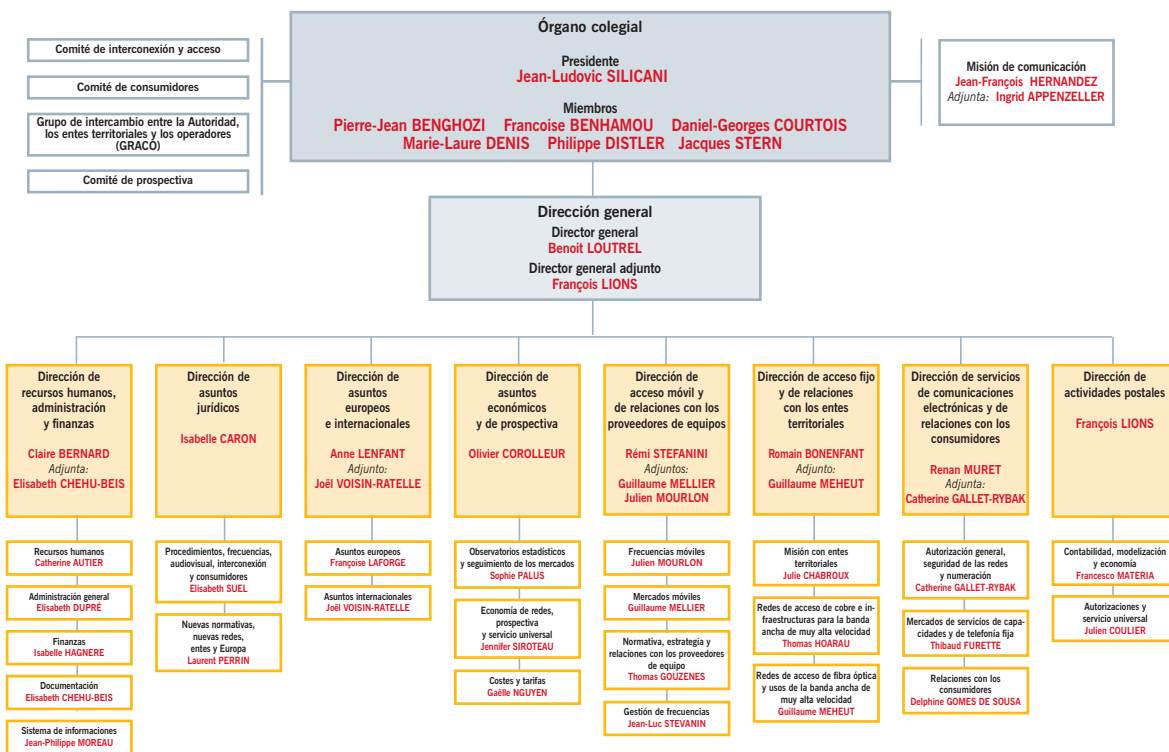 Órgano colegial
Presidente
Jean-Ludovic SILICANI
Miembros
Pierre-Jean BENGHOZI Francoise BENHAMOU Daniel-Georges COURTOIS
Marie-Laure DENIS Philippe DISTLER Jacques STERN
Comité de interconexión y acceso
Comité de consumidores
Grupo de intercambio entre la Autoridad,
los entes territoriales y los operadores
(GRACO)
Comité de prospectiva
Misión de comunicación
Jean-François HERNANDEZ
Adjunta: Ingrid APPENZELLER
Dirección general
Director general
Benoit LOUTREL
Director general adjunto
François LIONS
Dirección de
recursos humanos,
administración
y finanzas
Claire BERNARD
Adjunta:
Elisabeth CHEHU-BEIS
Recursos humanos
Catherine AUTIER
Administración general
Elisabeth DUPRÉ
Finanzas
Isabelle HAGNERE
Documentación
Elisabeth CHEHU-BEIS
Sistema de informaciones
Jean-Philippe MOREAU
Dirección de
asuntos
jurídicos
Isabelle CARON
Procedimientos, frecuencias,
audiovisual, interconexión
y consumidores
Elisabeth SUEL
Nuevas normativas,
nuevas redes,
entes y Europa
Laurent PERRIN
Dirección de
asuntos
europeos
e internacionales
Anne LENFANT
Adjunto:
Joël VOISIN-RATELLE
Asuntos europeos
Françoise LAFORGE
Asuntos internacionales
Joël VOISIN-RATELLE
Dirección de
asuntos
económicos
y de prospectiva
Olivier COROLLEUR
Observatorios estadísticos
y seguimiento de los mercados
Sophie PALUS
Economía de redes,
prospectiva
y servicio universal
Jennifer SIROTEAU
Costes y tarifas
Gaëlle NGUYEN
Dirección de
acceso móvil y
de relaciones con los
proveedores de equipos
Rémi STEFANINI
Adjuntos:
Guillaume MELLIER
Julien MOURLON
Frecuencias móviles
Julien MOURLON
Mercados móviles
Guillaume MELLIER
Normativa, estrategia y
relaciones con los proveedores
de equipo
Thomas GOUZENES
Gestión de frecuencias
Jean-Luc STEVANIN
Dirección de acceso fijo
y de relaciones
con los entes
territoriales
Romain BONENFANT
Adjunto:
Guillaume MEHEUT
Misión con entes
territoriales
Julie CHABROUX
Redes de acceso de cobre e in-
fraestructuras para la banda
ancha de muy alta velocidad
Thomas HOARAU
Redes de acceso de fibra óptica
y usos de la banda ancha de
muy alta velocidad
Guillaume MEHEUT
Dirección de servicios
de comunicaciones
electrónicas y de
relaciones con los
consumidores
Renan MURET
Adjunta:
Catherine GALLET-RYBAK
Autorización general,
seguridad de las redes
y numeración
Catherine GALLET-RYBAK
Mercados de servicios de capa-
cidades y de telefonía fija
Thibaud FURETTE
Relaciones con los
consumidores
Delphine GOMES DE SOUSA
Dirección de
actividades postales
François LIONS
Contabilidad, modelización
y economía
Francesco MATERIA
Autorizaciones y
servicio universal
Julien COULIER